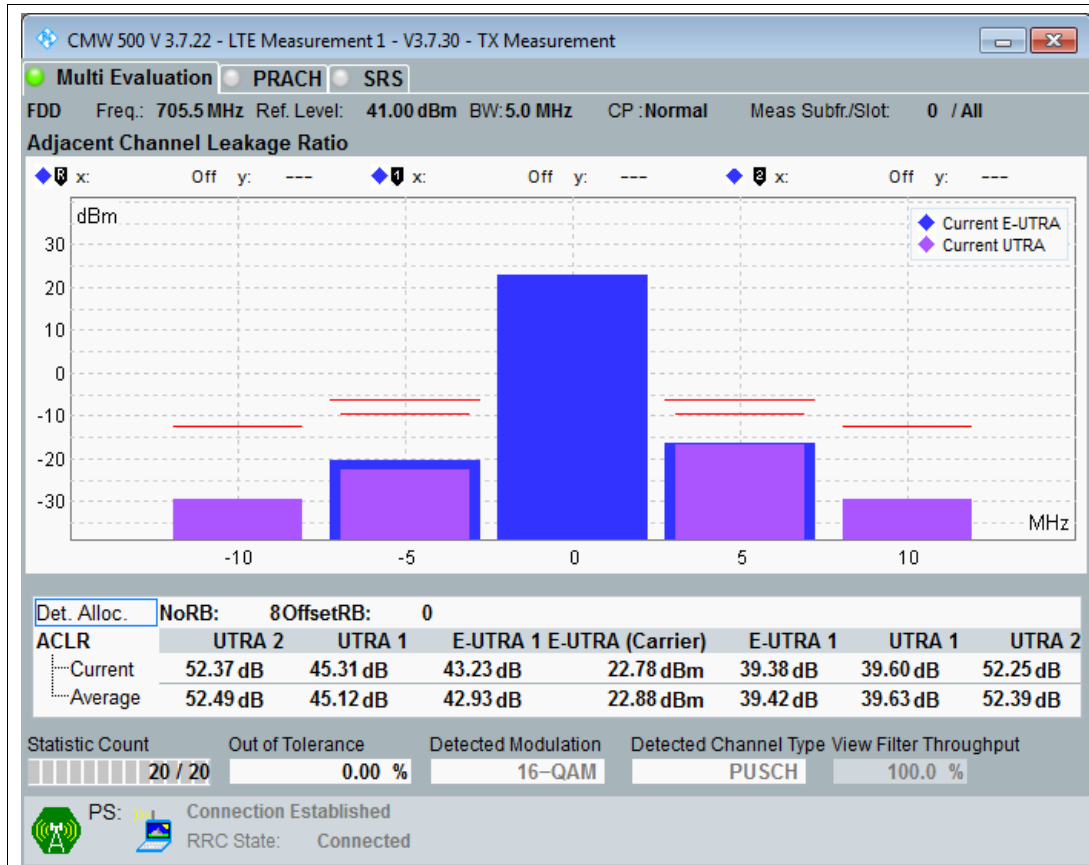 CMW 500 V 3.7.22 - LTE Measurement 1 - V3.7.30 - TX Measurement
Multi Evaluation PRACH SRS
FDD Freq.: 705.5 MHz Ref. Level: 41.00 dBm BW: 5.0 MHz CP : Normal Meas Subfr./Slot: 0 / All
Adjacent Channel Leakage Ratio
R x: Off y: --- 1 x: Off y: --- 2 x: Off y: ---
dBm
Current E-UTRA
Current UTRA
30
20
10
0
-10
-20
-30
MHz
-10 -5 0 5 10
Det. Alloc. NoRB: 8 OffsetRB: 0
ACLR UTRA 2 UTRA 1 E-UTRA 1 E-UTRA (Carrier) E-UTRA 1 UTRA 1 UTRA 2
Current 52.37 dB 45.31 dB 43.23 dB 22.78 dBm 39.38 dB 39.60 dB 52.25 dB
Average 52.49 dB 45.12 dB 42.93 dB 22.88 dBm 39.42 dB 39.63 dB 52.39 dB
Statistic Count Out of Tolerance Detected Modulation Detected Channel Type View Filter Throughput
20 / 20 0.00 % 16-QAM PUSCH 100.0 %
PS: Connection Established
RRC State: Connected